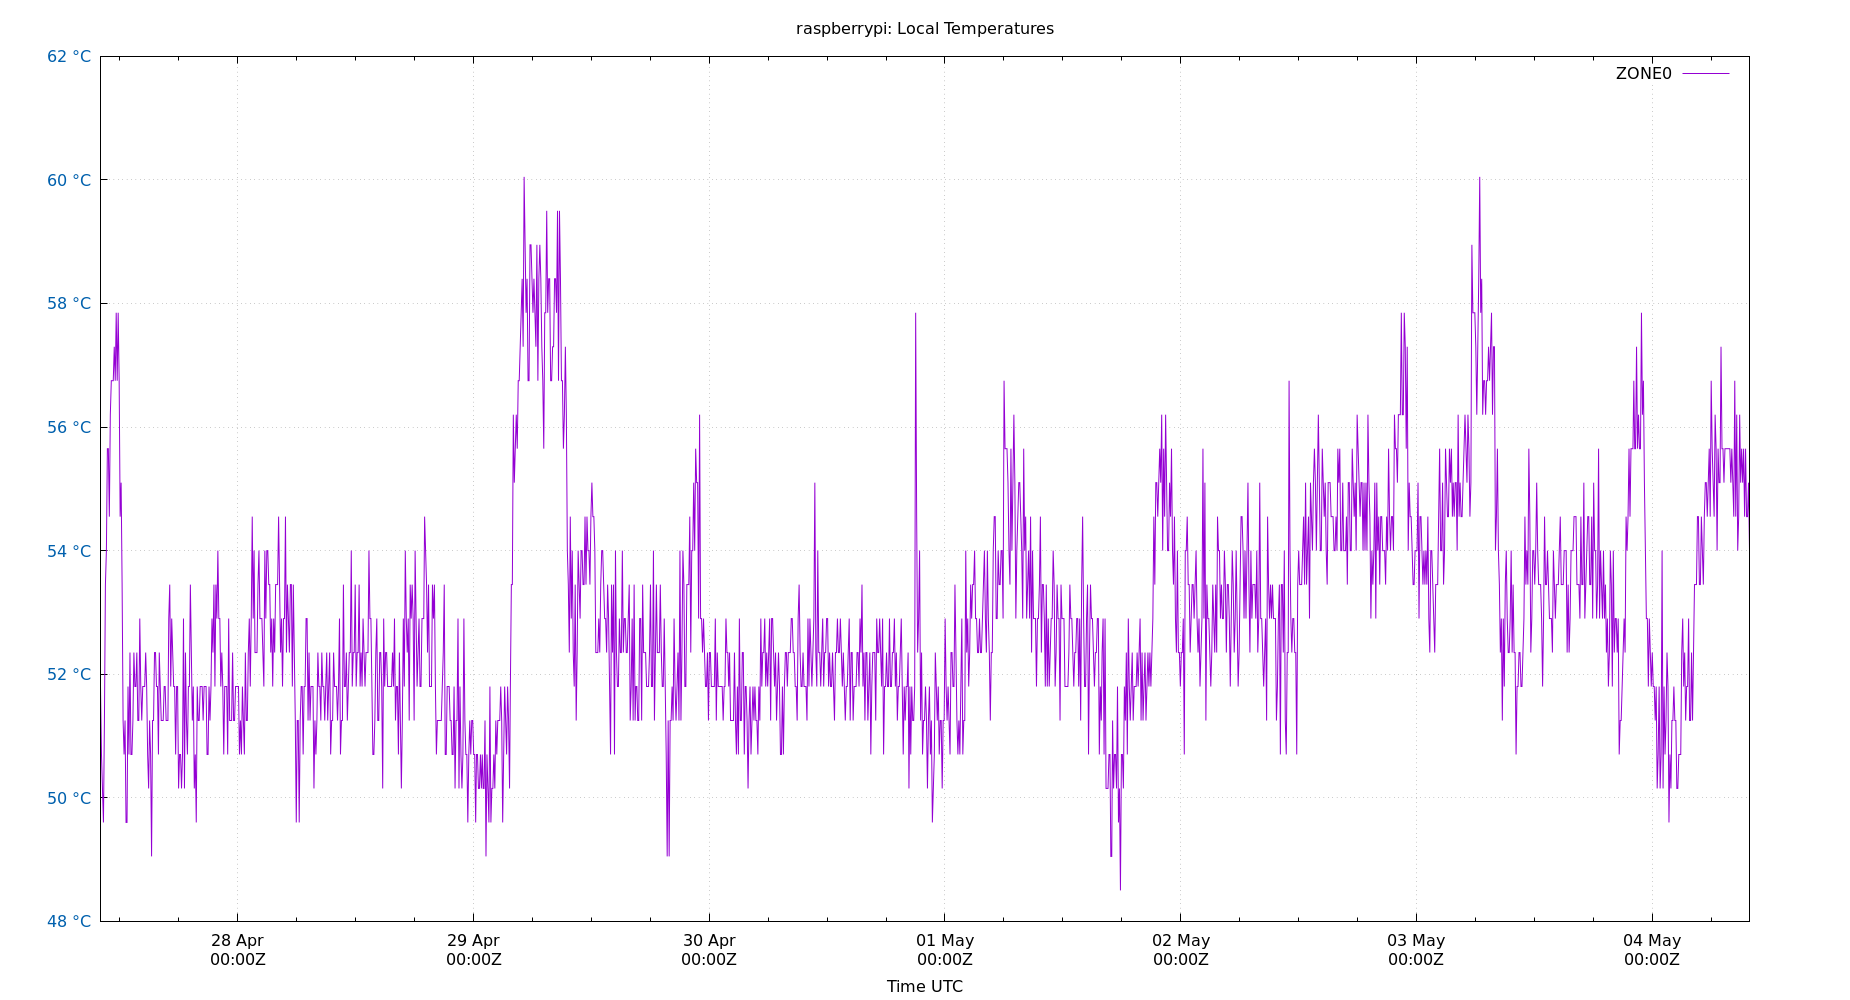 raspberrypi: Local Temperatures
62 °C
ZONE0
60 °C
58 °C
56 °C
54 °C
52 °C
50 °C
48 °C
28 Apr 29 Apr 30 Apr 01 May 02 May 03 May 04 May
00:00Z 00:00Z 00:00Z 00:00Z 00:00Z 00:00Z 00:00Z
Time UTC